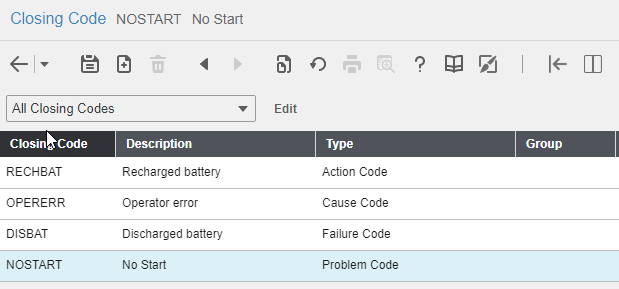 Closing Code NOSTART No Start
All Closing Codes Edit
Closing Code Description Type Group
RECHBAT Recharged battery Action Code
OPERERR Operator error Cause Code
DISBAT Discharged battery Failure Code
NOSTART No Start Problem Code